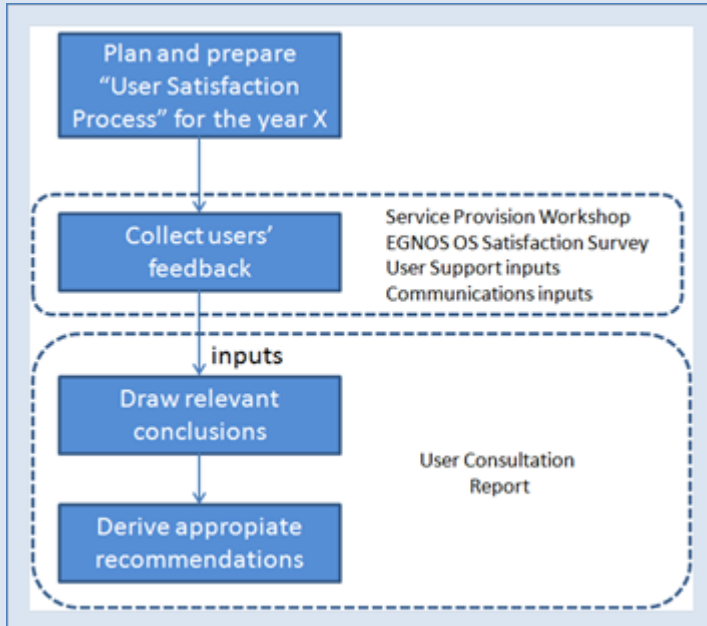 Plan and prepare
“User Satisfaction
Process” for the year X
Collect users’
feedback
Service Provision Workshop
EGNOS OS Satisfaction Survey
User Support inputs
Communications inputs
inputs
Draw relevant
conclusions
User Consultation
Report
Derive appropiate
recommendations